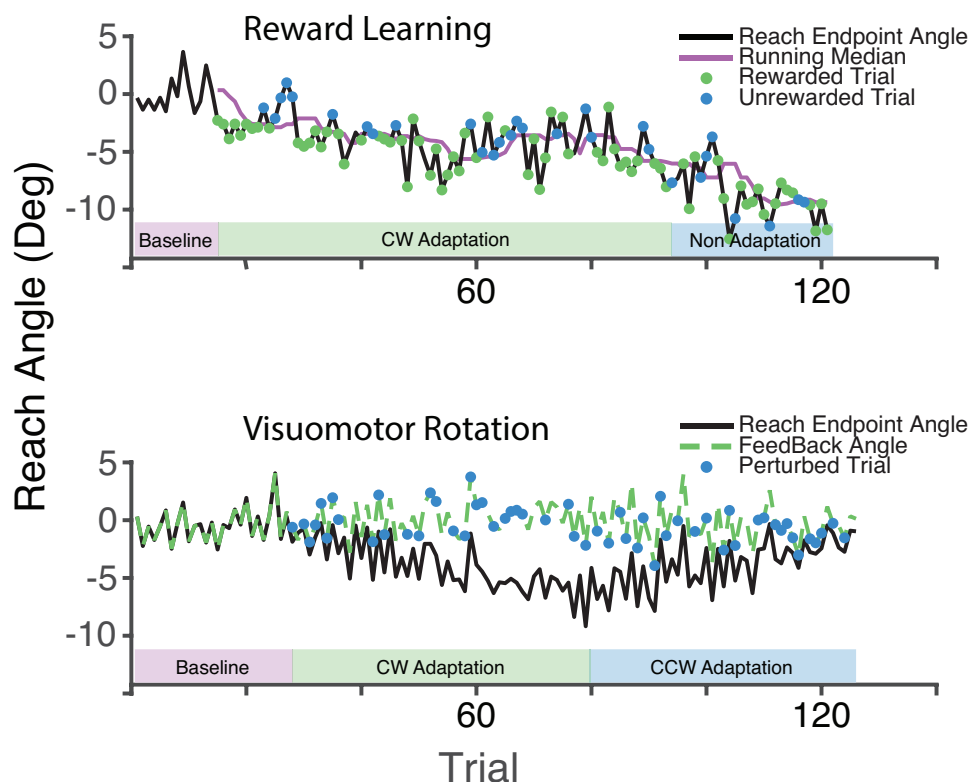 Reward Learning
Reach Endpoint Angle
Running Median
Rewarded Trial
Unrewarded Trial
5
0
-5
-10
Baseline
CW Adaptation
Non Adaptation
60
120
Reach Angle (Deg)
Visuomotor Rotation
Reach Endpoint Angle
FeedBack Angle
Perturbed Trial
5
0
-5
-10
Baseline
CW Adaptation
CCW Adaptation
60
120
Trial